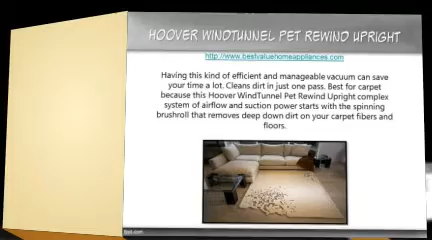 HOOVER WINDTUNNEL PET REWIND UPRIGHT
http://www.bestvaluehomeappliances.com
Having this kind of efficient and manageable vacuum can save
your time a lot. Cleans dirt in just one pass. Best for carpet
because this Hoover WindTunnel Pet Rewind Upright complex
system of airflow and suction power starts with the spinning
brushroll that removes deep down dirt on your carpet fibers and
floors.